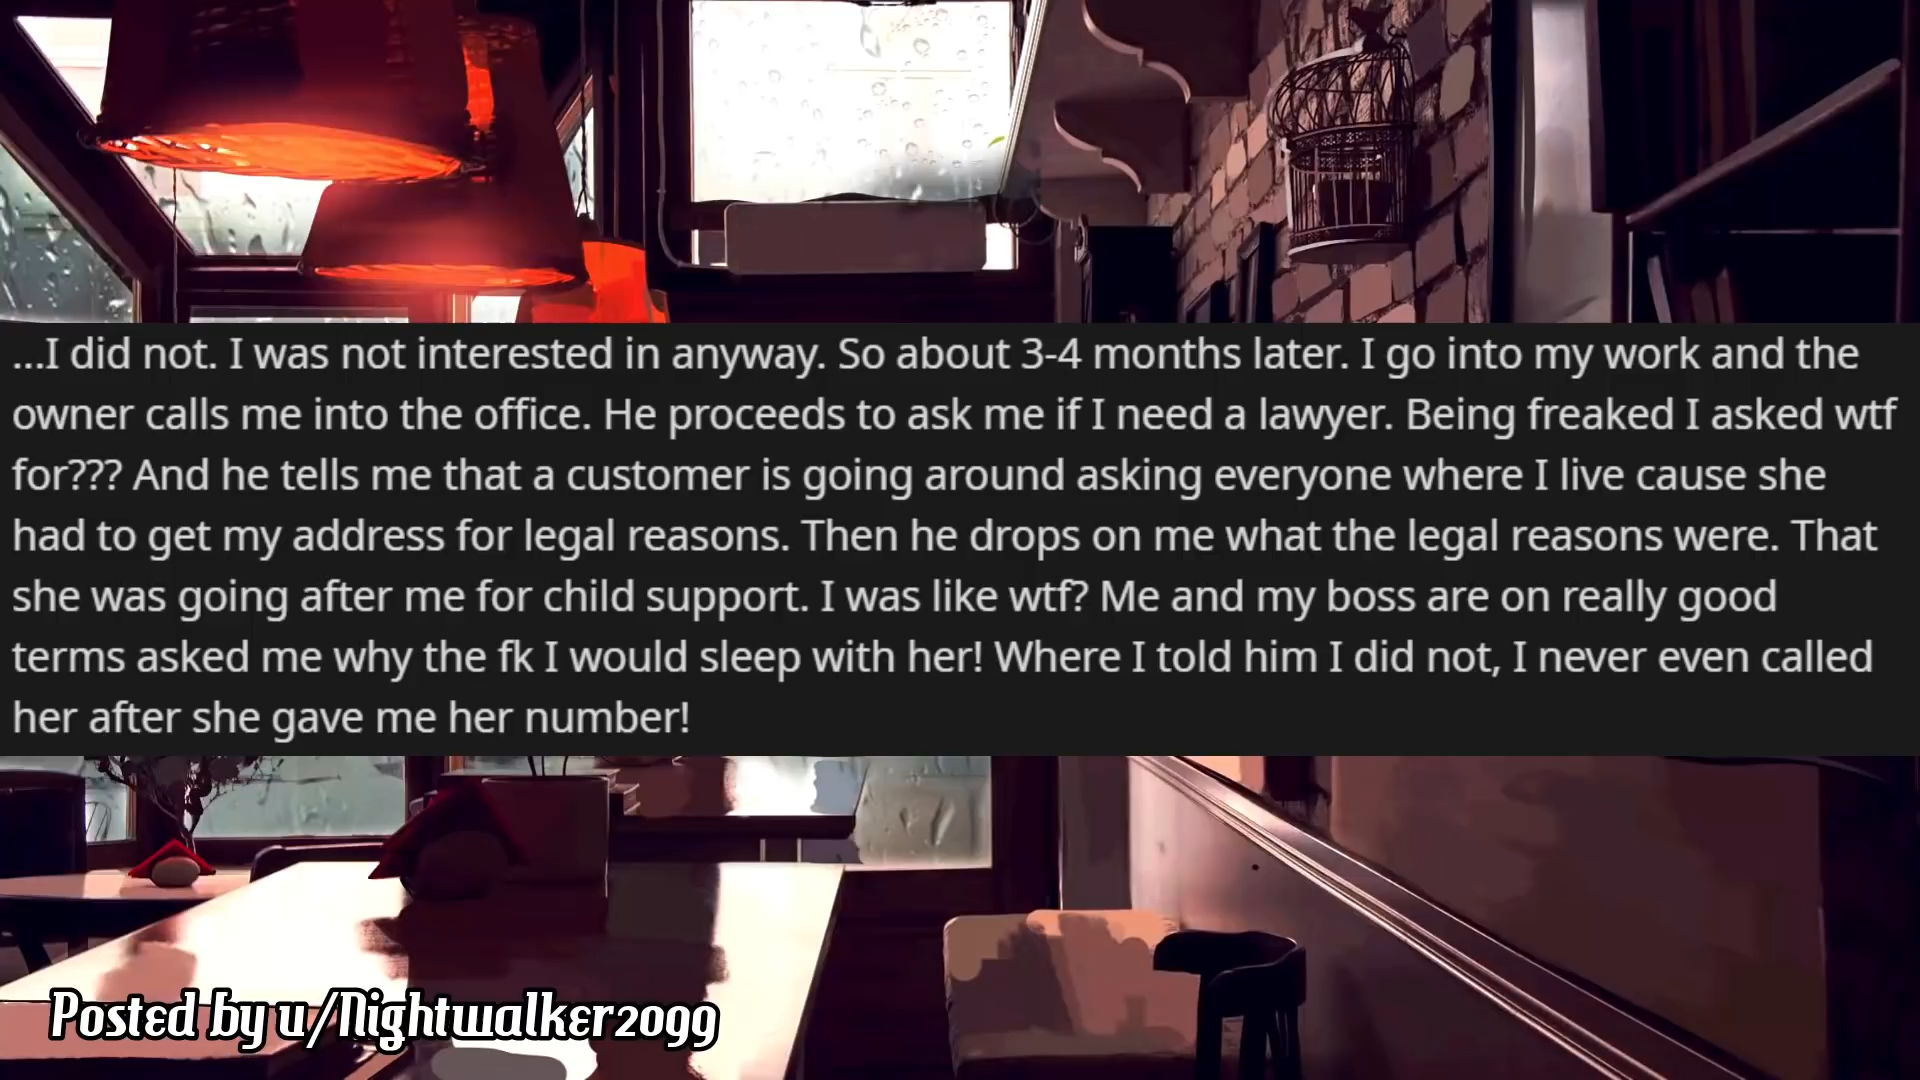 ...I did not. I was not interested in anyway. So about 3-4 months later. I go into my work and the
owner calls me into the office. He proceeds to ask me if I need a lawyer. Being freaked I asked wtf
for??? And he tells me that a customer is going around asking everyone where I live cause she
had to get my address for legal reasons. Then he drops on me what the legal reasons were. That
she was going after me for child support. I was like wtf? Me and my boss are on really good
terms asked me why the fk I would sleep with her! Where I told him I did not, I never even called
her after she gave me her number!
Posted by u/Nightwalker2099